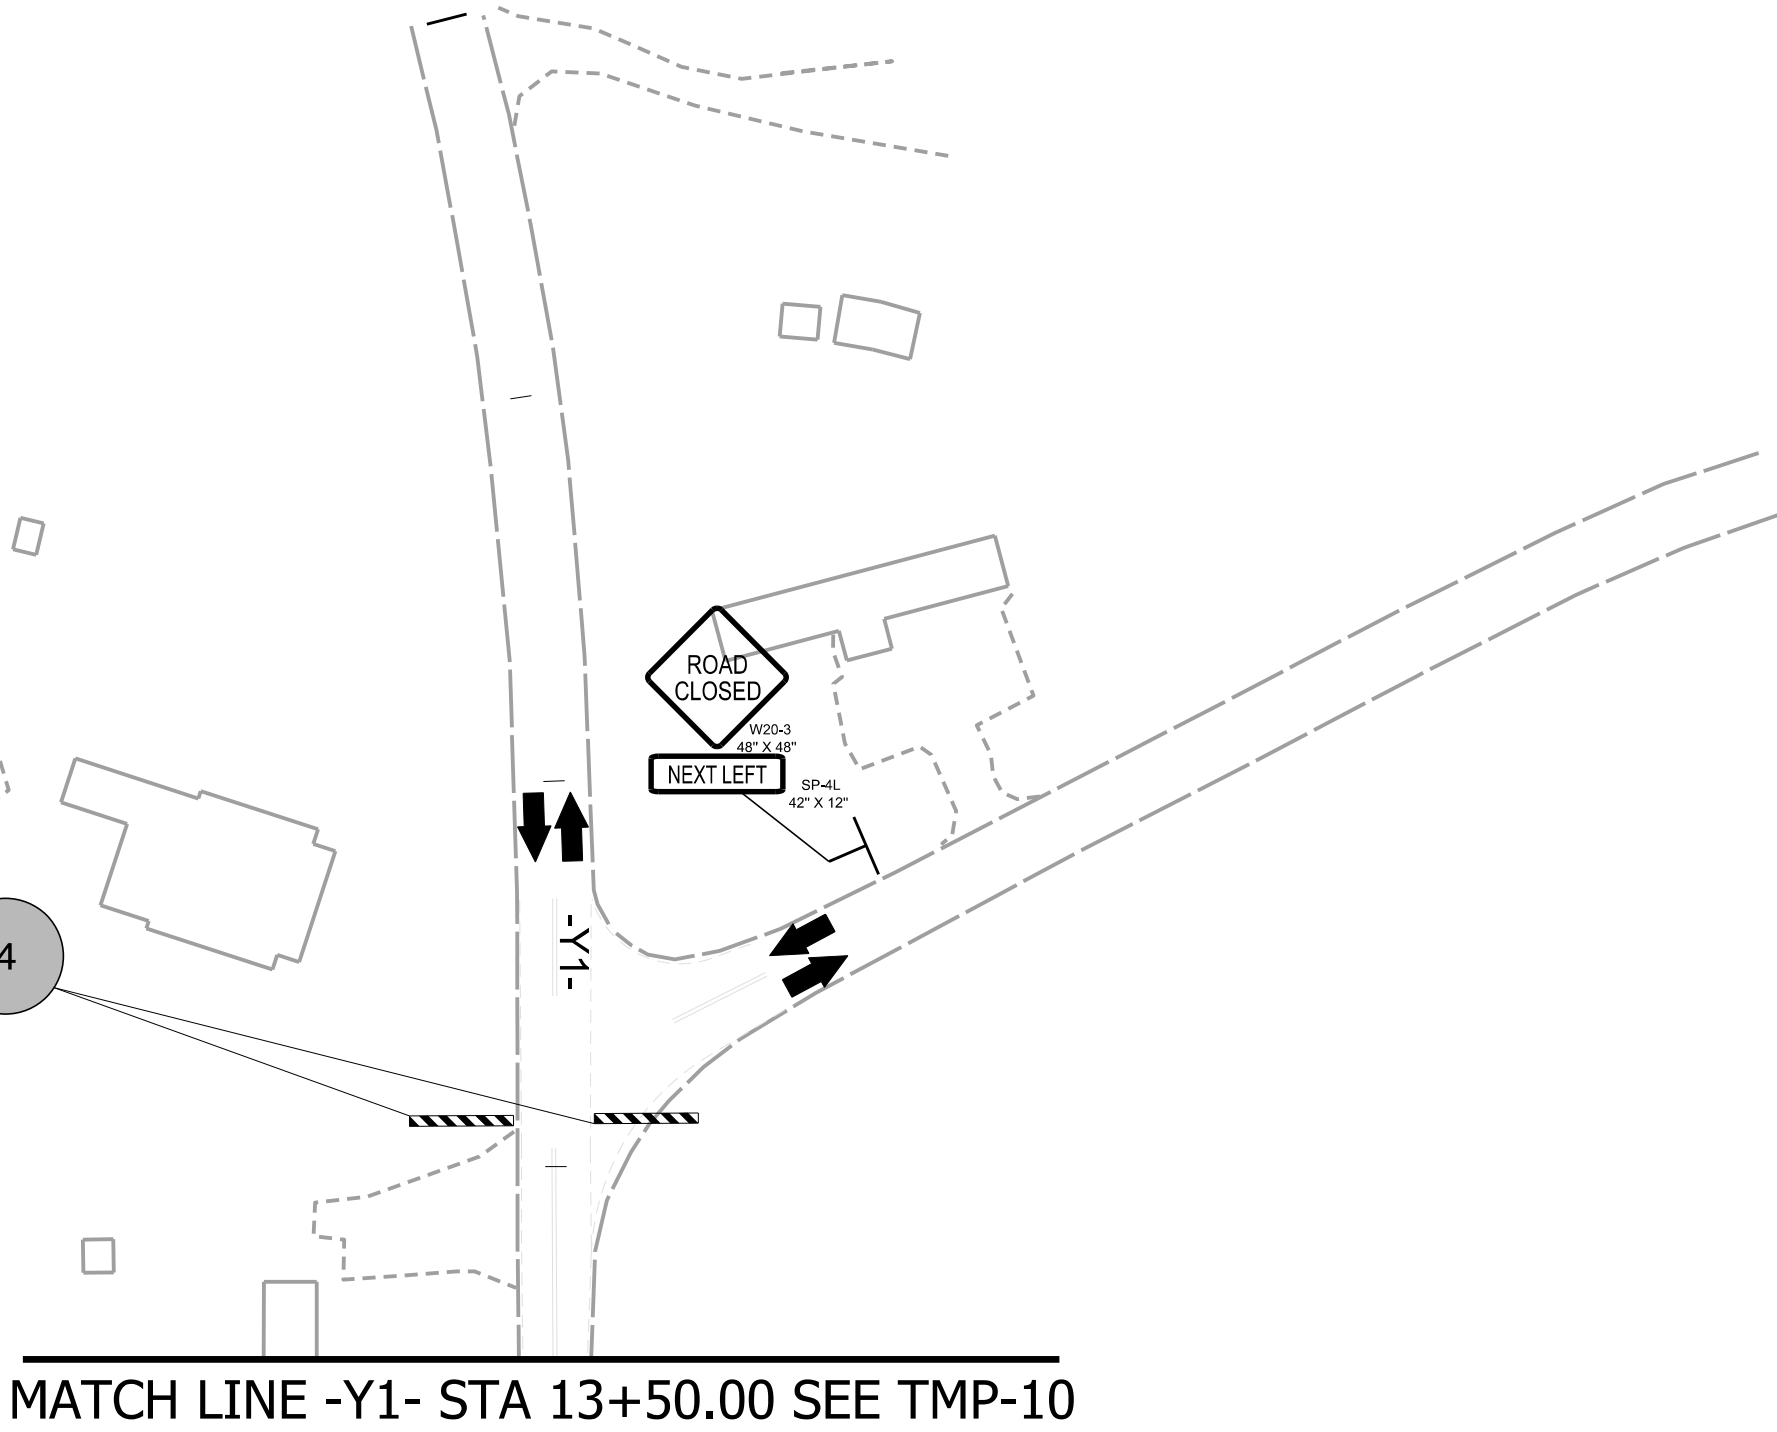 ROAD
CLOSED
W20-3
48" X 48"
NEXT LEFT
SP-4L
42" X 12"
-Y1-
4
MATCH LINE -Y1- STA 13+50.00 SEE TMP-10